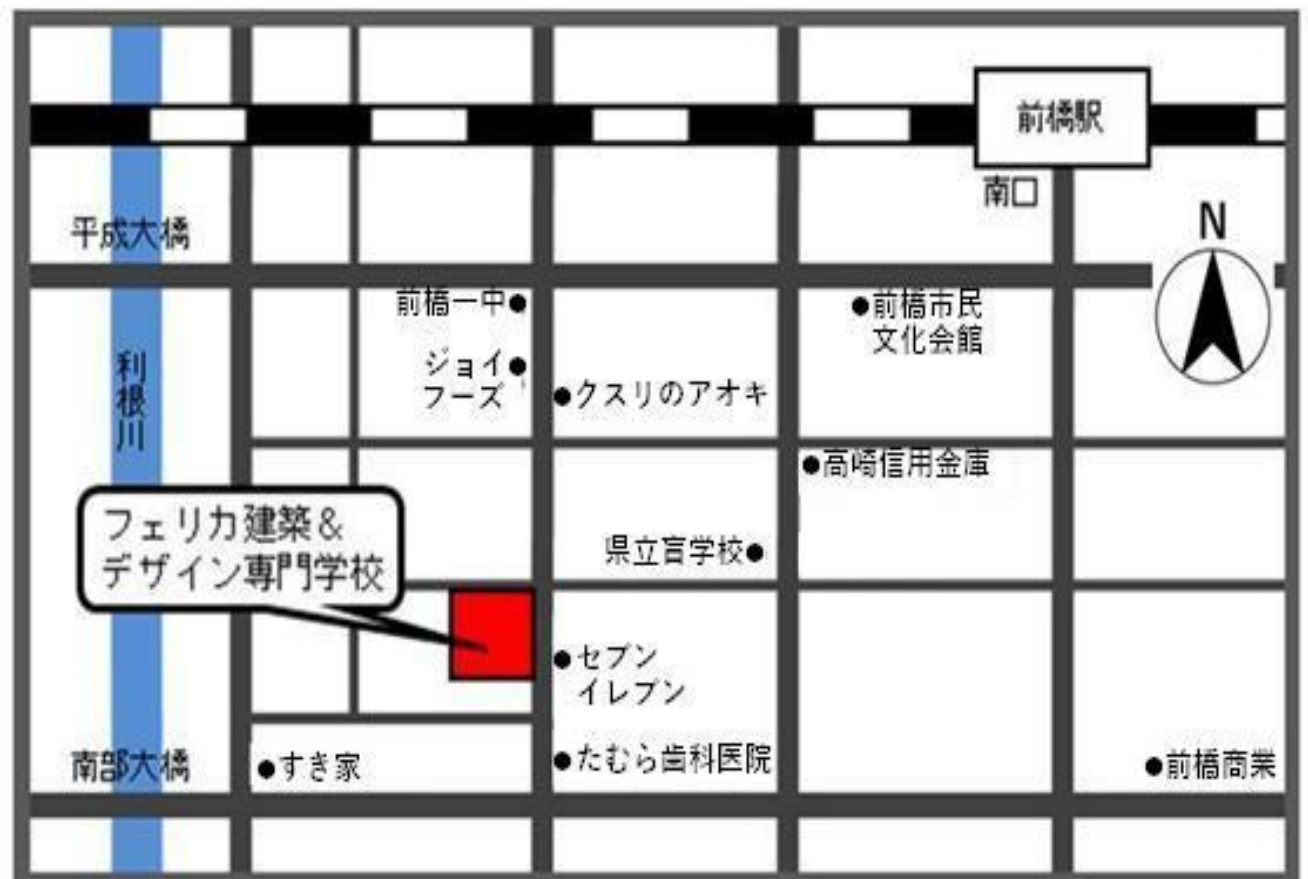 前橋駅
南口
N
平成大橋
前橋一中
前橋市民
文化会館
ジョイ
フーズ
クスリのアオキ
利根川
高崎信用金庫
フェリカ建築&
デザイン専門学校
県立盲学校
セブン
イレブン
南部大橋
すき家
たむら歯科医院
前橋商業